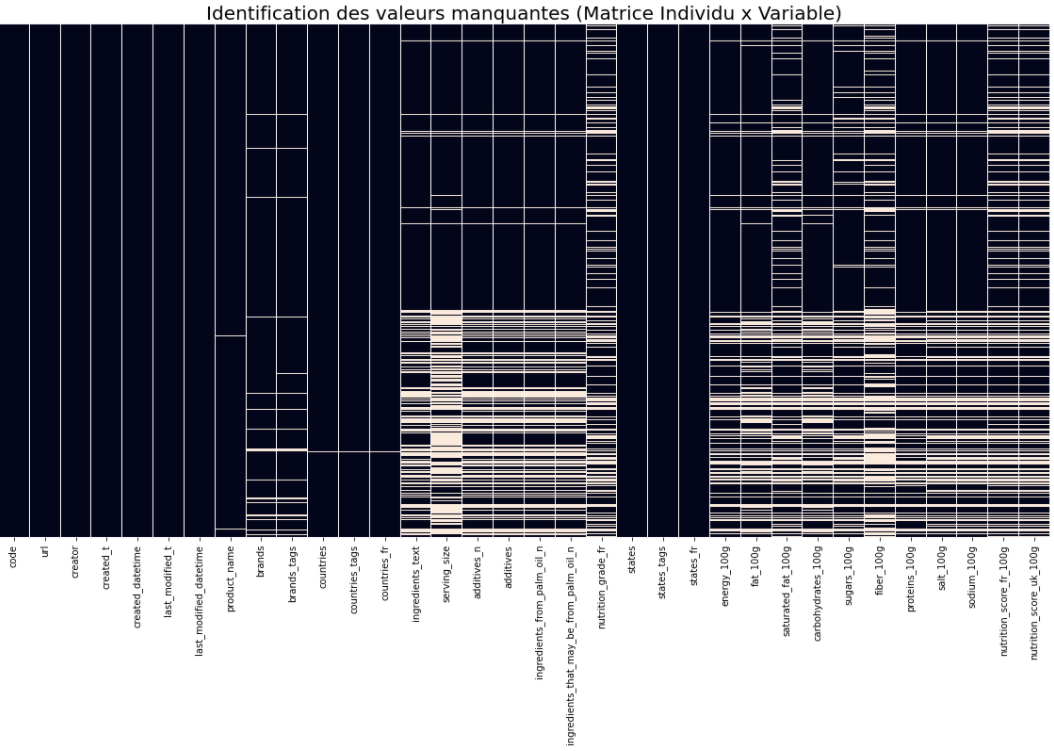 Identification des valeurs manquantes (Matrice Individu x Variable)
code
url
creator
created_t
created_datetime
last_modified_t
last_modified_datetime
product_name
brands
brands_tags
countries
countries_tags
countries_fr
ingredients_text
serving_size
additives_n
additives
ingredients_from_palm_oil_n
ingredients_that_may_be_from_palm_oil_n
nutrition_grade_fr
states
states_tags
states_fr
energy_100g
fat_100g
saturated_fat_100g
carbohydrates_100g
sugars_100g
fiber_100g
proteins_100g
salt_100g
sodium_100g
nutrition_score_fr_100g
nutrition_score_uk_100g